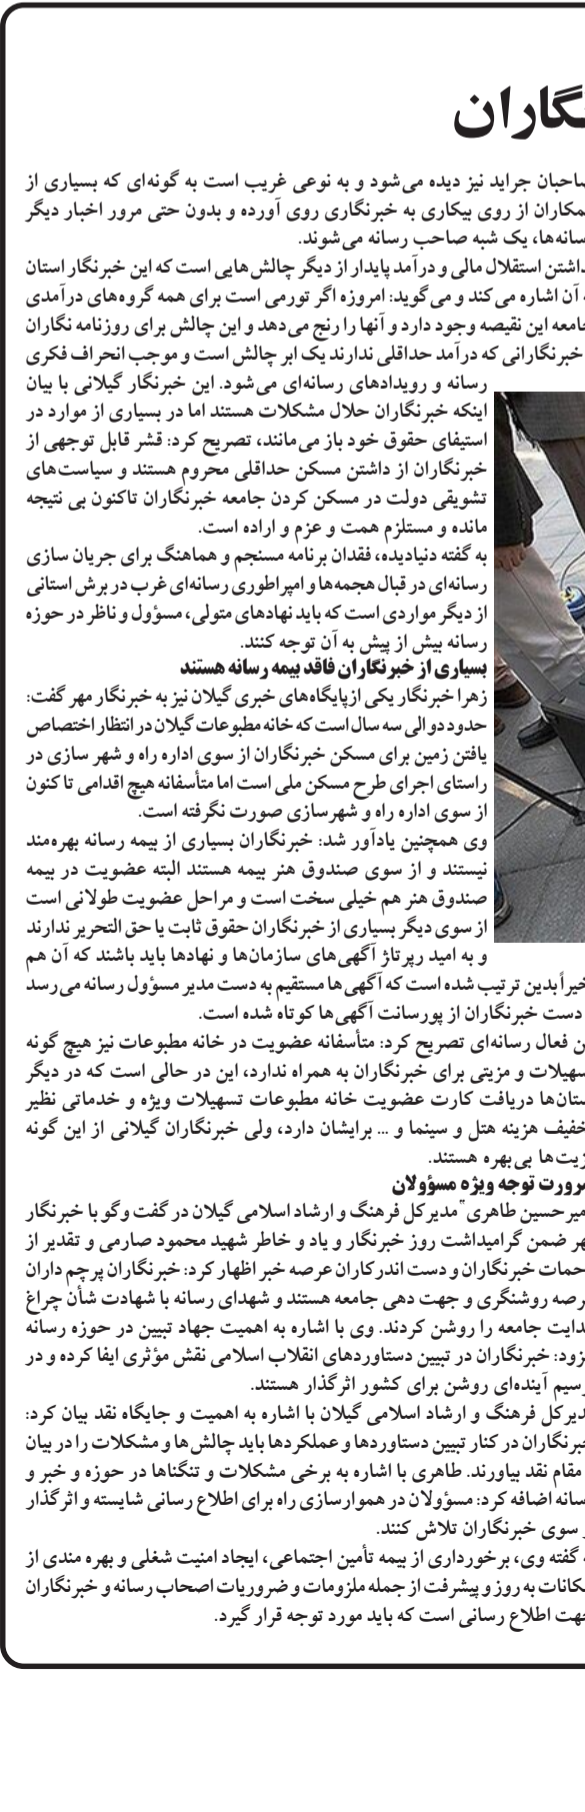 نگاران
صاحبان جراید نیز دیده می‌شود و به نوعی غریب است به گونه‌ای که بسیاری از
همکاران از روی بیکاری به خبرنگاری روی آورده و بدون حتی مرور اخبار دیگر
رسانه‌ها، یک شبه صاحب رسانه می‌شوند.
داشتن استقلال مالی و درآمد پایدار از دیگر چالش‌هایی است که این خبرنگار استان
آن اشاره می‌کند و می‌گوید: امروزه اگر تورمی است برای همه گروه‌های درآمدی
جامعه این نقیصه وجود دارد و آنها را رنج می‌دهد و این چالش برای روزنامه نگاران
خبرنگارانی که درآمد حداقلی ندارند یک ابر چالش است و موجب انحراف فکری
رسانه و رویدادهای رسانه‌ای می‌شود. این خبرنگار گیلانی با بیان
اینکه خبرنگاران حلال مشکلات هستند اما در بسیاری از موارد در
استیفای حقوق خود باز می‌مانند، تصریح کرد: قشر قابل توجهی از
خبرنگاران از داشتن مسکن حداقلی محروم هستند و سیاست‌های
تشویقی دولت در مسکن کردن جامعه خبرنگاران تاکنون بی نتیجه
مانده و مستلزم همت و عزم و اراده است.
به گفته دنیادیده، فقدان برنامه مسنجم و هماهنگ برای جریان سازی
رسانه‌ای در قبال هجمه‌ها و امپراطوری رسانه‌ای غرب در برش استانی
از دیگر مواردی است که باید نهادهای متولی، مسؤول و ناظر در حوزه
رسانه بیش از پیش به آن توجه کنند.
بسیاری از خبرنگاران فاقد بیمه رسانه هستند
زهرا خبرنگار یکی ازپایگاه‌های خبری گیلان نیز به خبرنگار مهر گفت:
حدود دو الی سه سال است که خانه مطبوعات گیلان در انتظار اختصاص
یافتن زمین برای مسکن خبرنگاران از سوی اداره راه و شهر سازی در
راستای اجرای طرح مسکن ملی است اما متأسفانه هیچ اقدامی تا کنون
از سوی اداره راه و شهرسازی صورت نگرفته است.
وی همچنین یادآور شد: خبرنگاران بسیاری از بیمه رسانه بهره‌مند
نیستند و از سوی صندوق هنر بیمه هستند البته عضویت در بیمه
صندوق هنر هم خیلی سخت است و مراحل عضویت طولانی است
از سوی دیگر بسیاری از خبرنگاران حقوق ثابت یا حق التحریر ندارند
و به امید رپرتاژ آگهی‌های سازمان‌ها و نهادها باید باشند که آن هم
خیراً بدین ترتیب شده است که آگهی‌ها مستقیم به دست مدیر مسؤول رسانه می‌رسد
دست خبرنگاران از پورسانت آگهی‌ها کوتاه شده است.
ن فعال رسانه‌ای تصریح کرد: متأسفانه عضویت در خانه مطبوعات نیز هیچ گونه
سهیلات و مزیتی برای خبرنگاران به همراه ندارد، این در حالی است که در دیگر
ستان‌ها دریافت کارت عضویت خانه مطبوعات تسهیلات ویژه و خدماتی نظیر
خفیف هزینه هتل و سینما و ... برایشان دارد، ولی خبرنگاران گیلانی از این گونه
زیت‌ها بی‌بهره هستند.
رورت توجه ویژه مسؤولان
میرحسین طاهری" مدیرکل فرهنگ و ارشاد اسلامی گیلان در گفت وگو با خبرنگار
هر ضمن گرامیداشت روز خبرنگار و یاد و خاطر شهید محمود صارمی و تقدیر از
حمات خبرنگاران و دست اندرکاران عرصه خبر اظهار کرد: خبرنگاران پرچم داران
رصه روشنگری و جهت دهی جامعه هستند و شهدای رسانه با شهادت شأن چراغ
دایت جامعه را روشن کردند. وی با اشاره به اهمیت جهاد تبیین در حوزه رسانه
زود: خبرنگاران در تبیین دستاوردهای انقلاب اسلامی نقش مؤثری ایفا کرده و در
رسیم آینده‌ای روشن برای کشور اثرگذار هستند.
دیرکل فرهنگ و ارشاد اسلامی گیلان با اشاره به اهمیت و جایگاه نقد بیان کرد:
خبرنگاران در کنار تبیین دستاوردها و عملکردها باید چالش‌ها و مشکلات را در بیان
مقام نقد بیاورند. طاهری با اشاره به برخی مشکلات و تنگناها در حوزه و خبر و
سانه اضافه کرد: مسؤولان در هموارسازی راه برای اطلاع رسانی شایسته و اثرگذار
سوی خبرنگاران تلاش کنند.
گفته وی، برخورداری از بیمه تأمین اجتماعی، ایجاد امنیت شغلی و بهره مندی از
کانات به روز و پیشرفت از جمله ملزومات و ضروریات اصحاب رسانه و خبرنگاران
جهت اطلاع رسانی است که باید مورد توجه قرار گیرد.